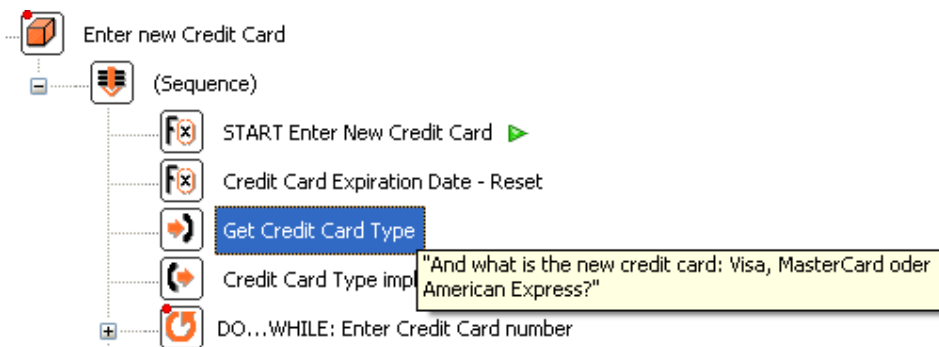 Enter new Credit Card
(Sequence)
F(x) START Enter New Credit Card
F(x) Credit Card Expiration Date - Reset
Get Credit Card Type
"And what is the new credit card: Visa, MasterCard oder
Credit Card Type impl
American Express?"
DO...WHILE: Enter Credit Card number